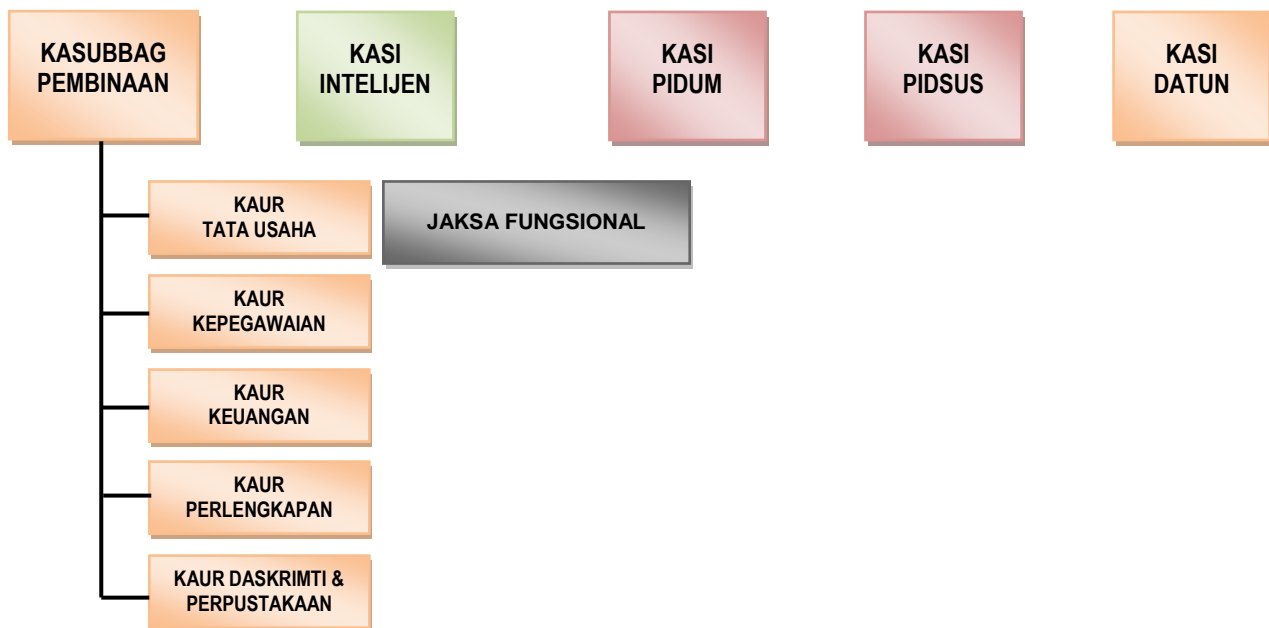 KASUBBAG
PEMBINAAN
KASI
INTELIJEN
KASI
PIDUM
KASI
PIDSUS
KASI
DATUN
KAUR
TATA USAHA
JAKSA FUNGSIONAL
KAUR
KEPEGAWAIAN
KAUR
KEUANGAN
KAUR
PERLENGKAPAN
KAUR DASKRIMTI &
PERPUSTAKAAN